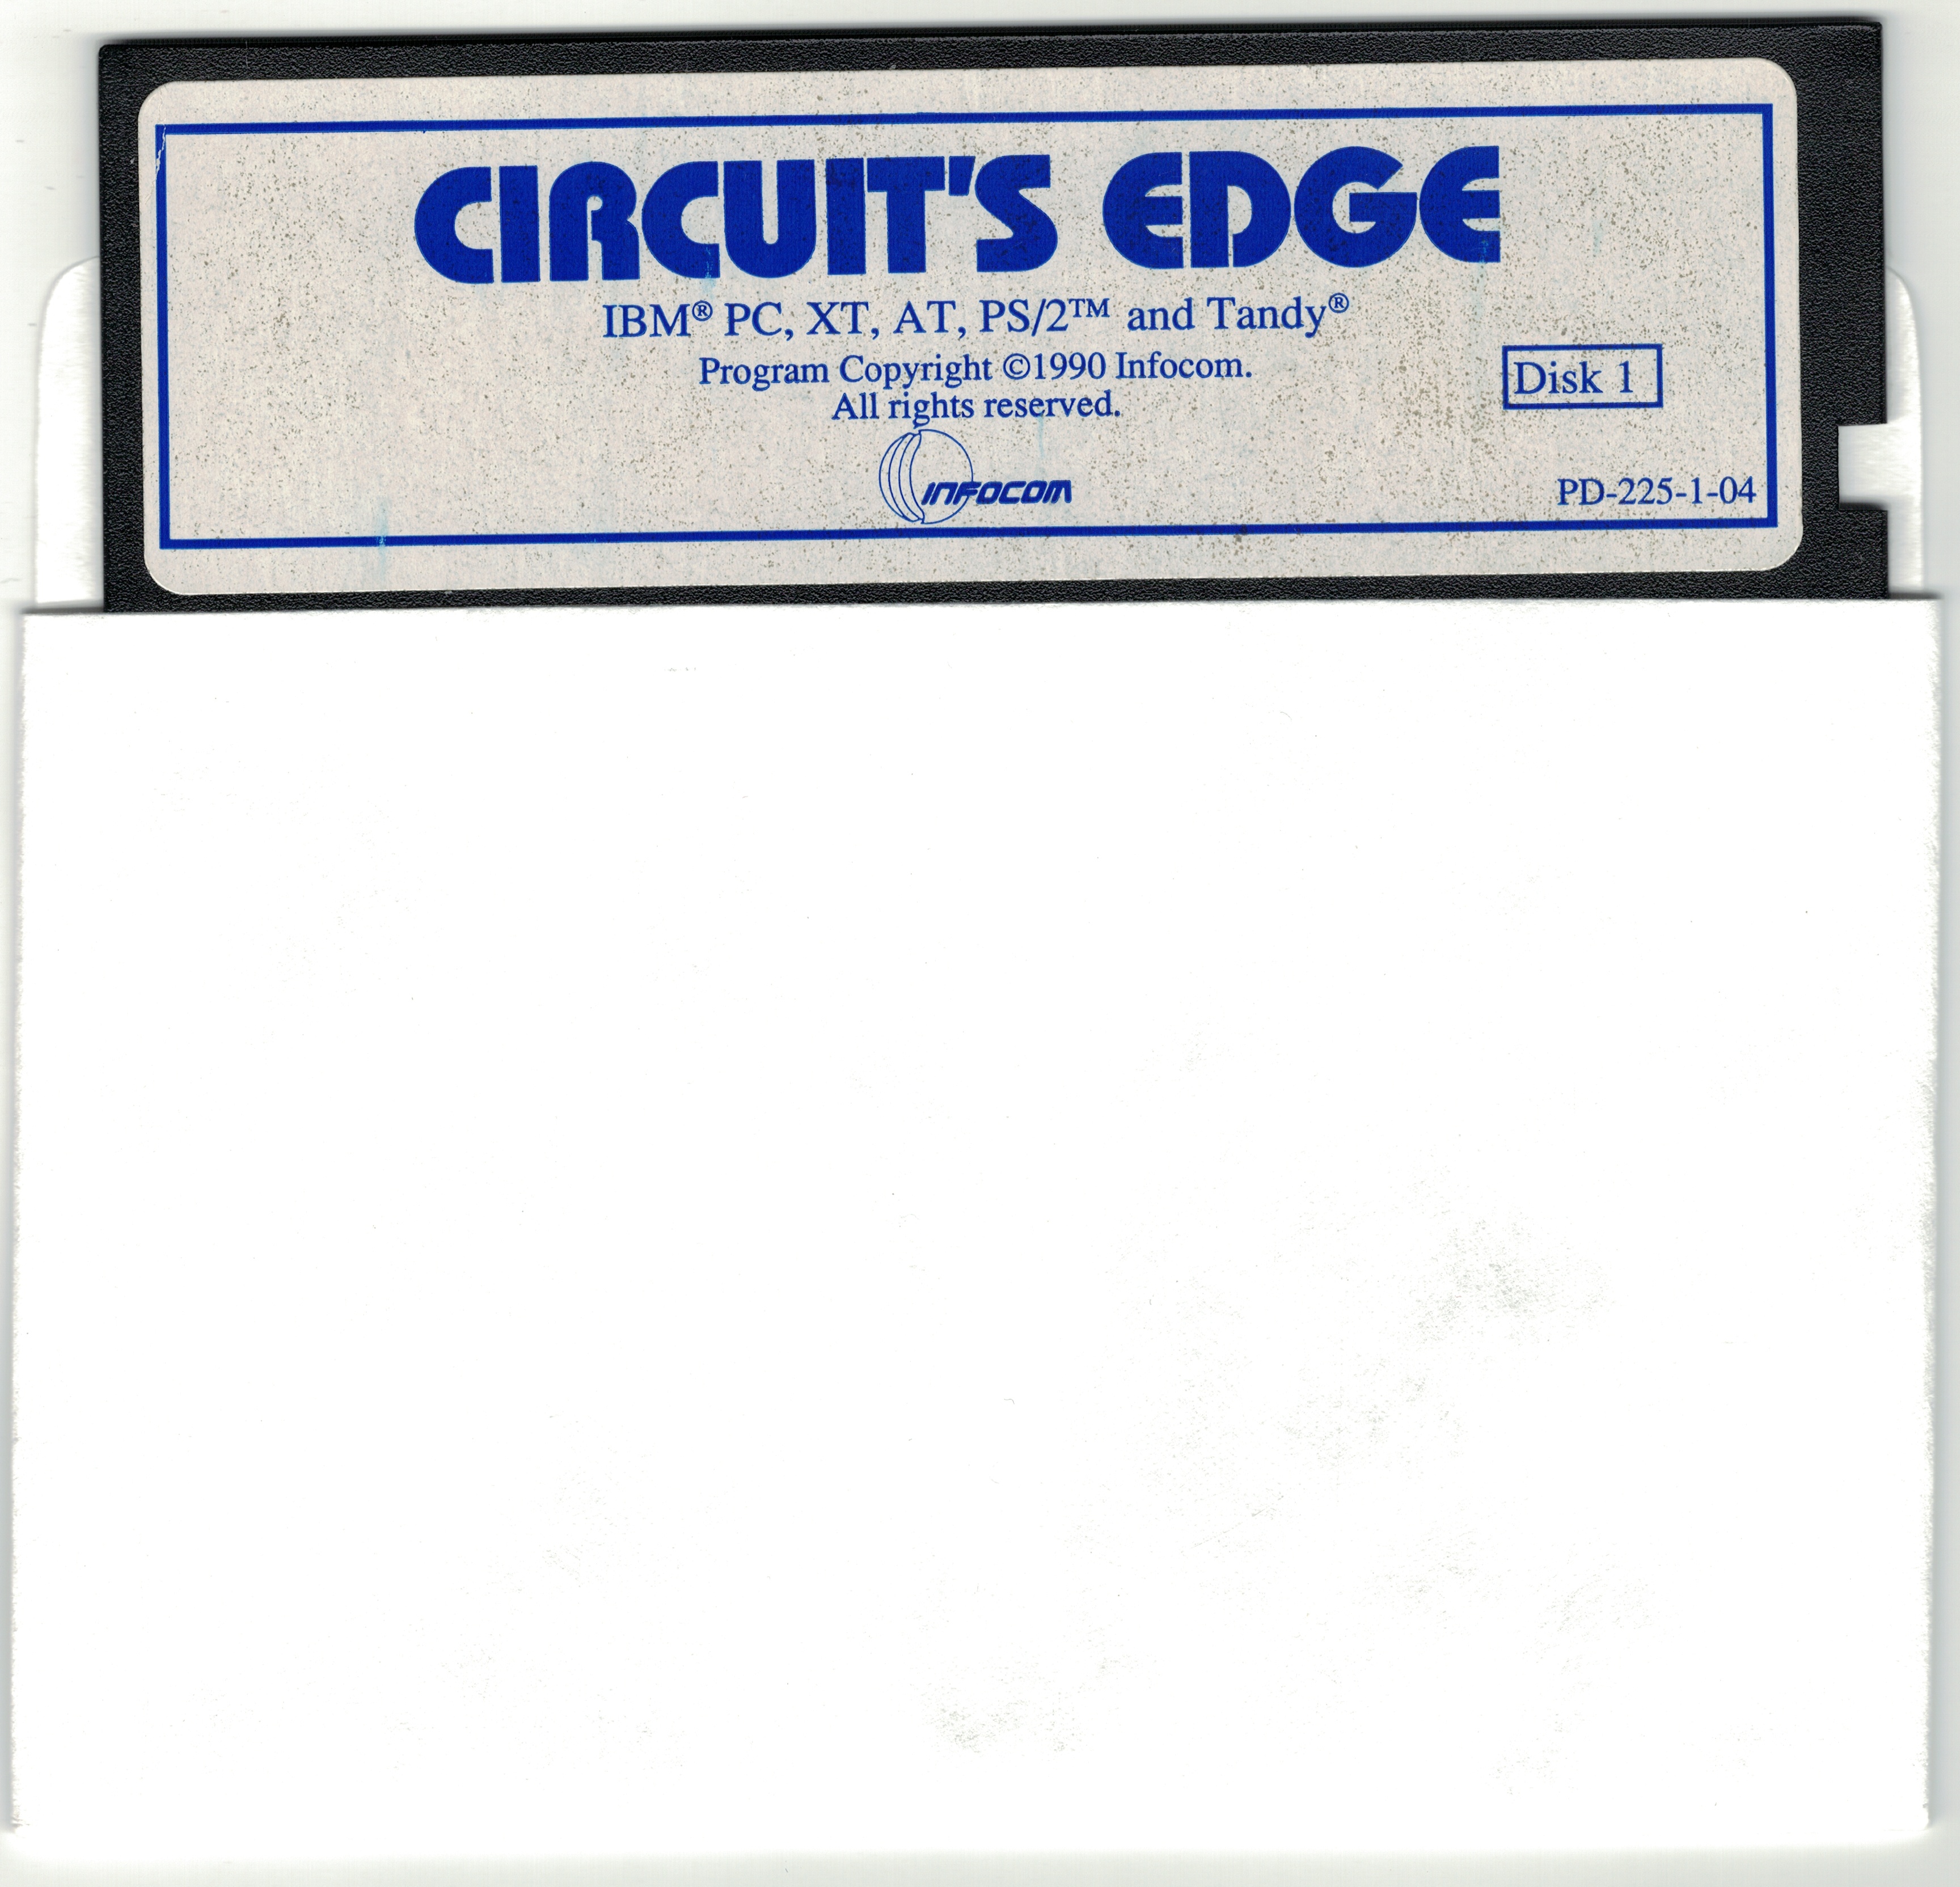 CIRCUIT'S EDGE
IBM® PC, XT, AT, PS/2™ and Tandy®
Program Copyright ©1990 Infocom.
All rights reserved.
Disk 1
INFOCOM
PD-225-1-04